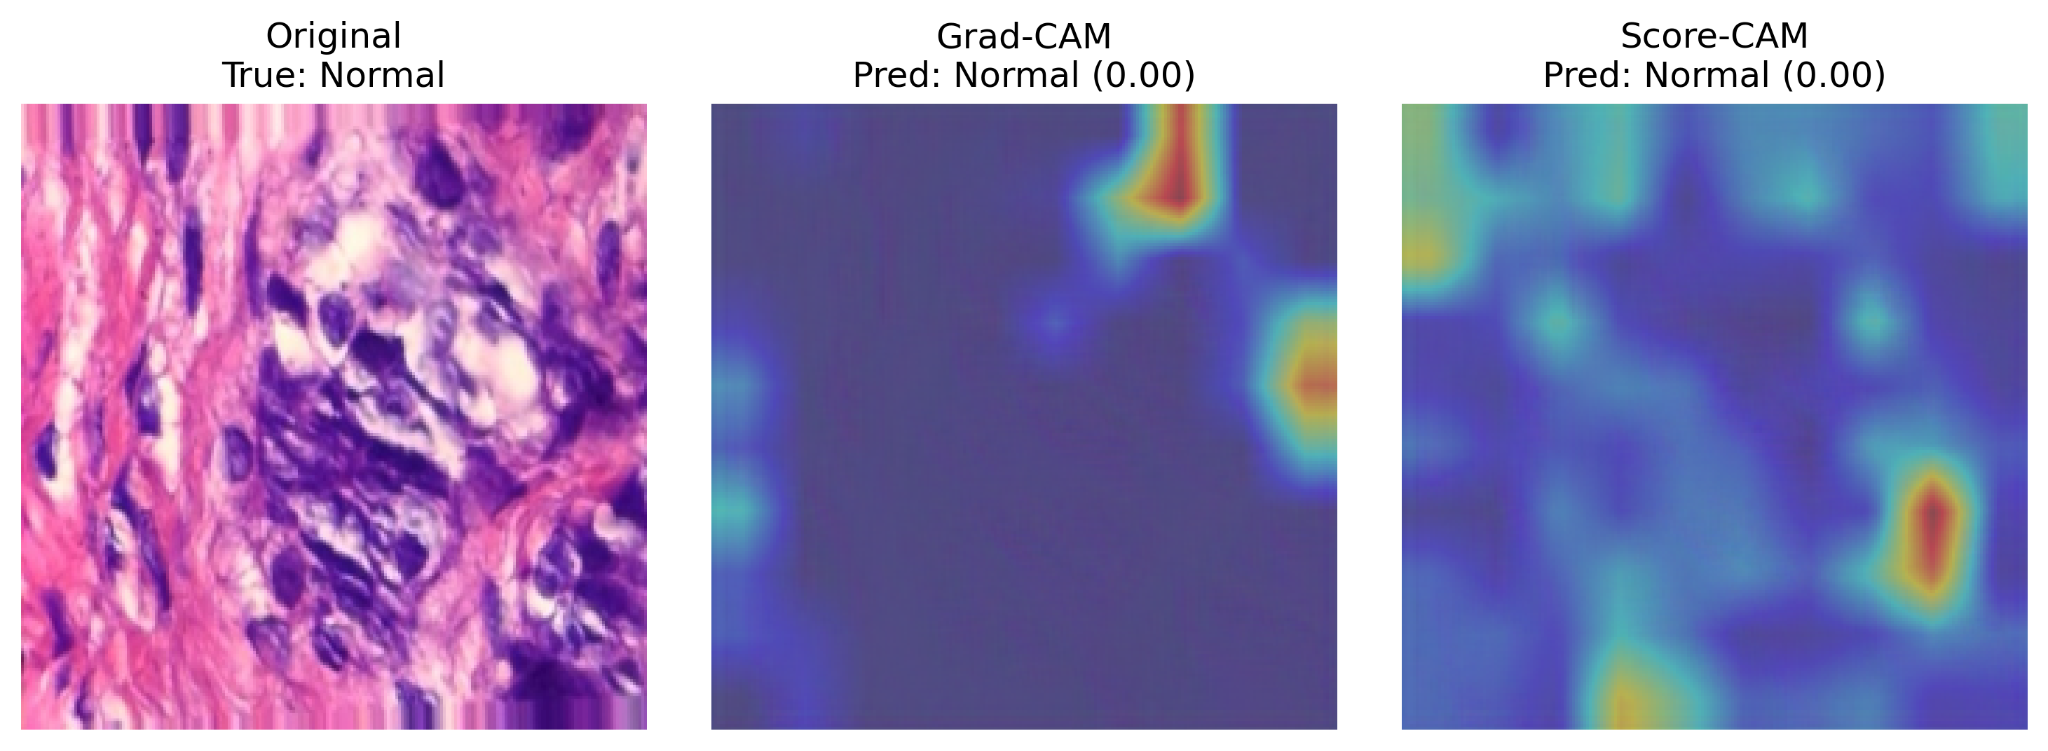 Original
True: Normal
Grad-CAM
Pred: Normal (0.00)
Score-CAM
Pred: Normal (0.00)